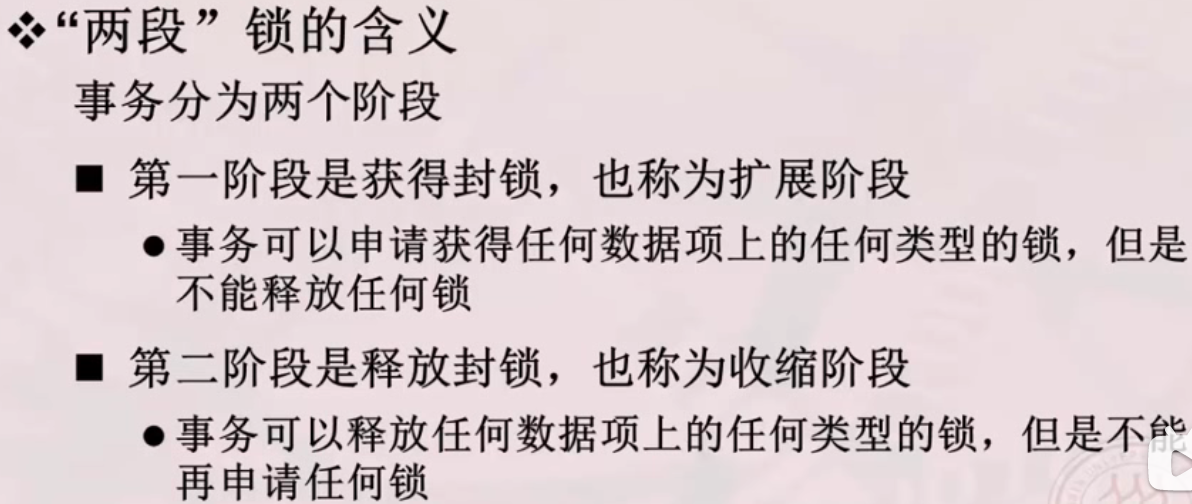 ❖“两段”锁的含义
事务分为两个阶段
■ 第一阶段是获得封锁，也称为扩展阶段
●事务可以申请获得任何数据项上的任何类型的锁，但是
不能释放任何锁
■ 第二阶段是释放封锁，也称为收缩阶段
●事务可以释放任何数据项上的任何类型的锁，但是不能
再申请任何锁